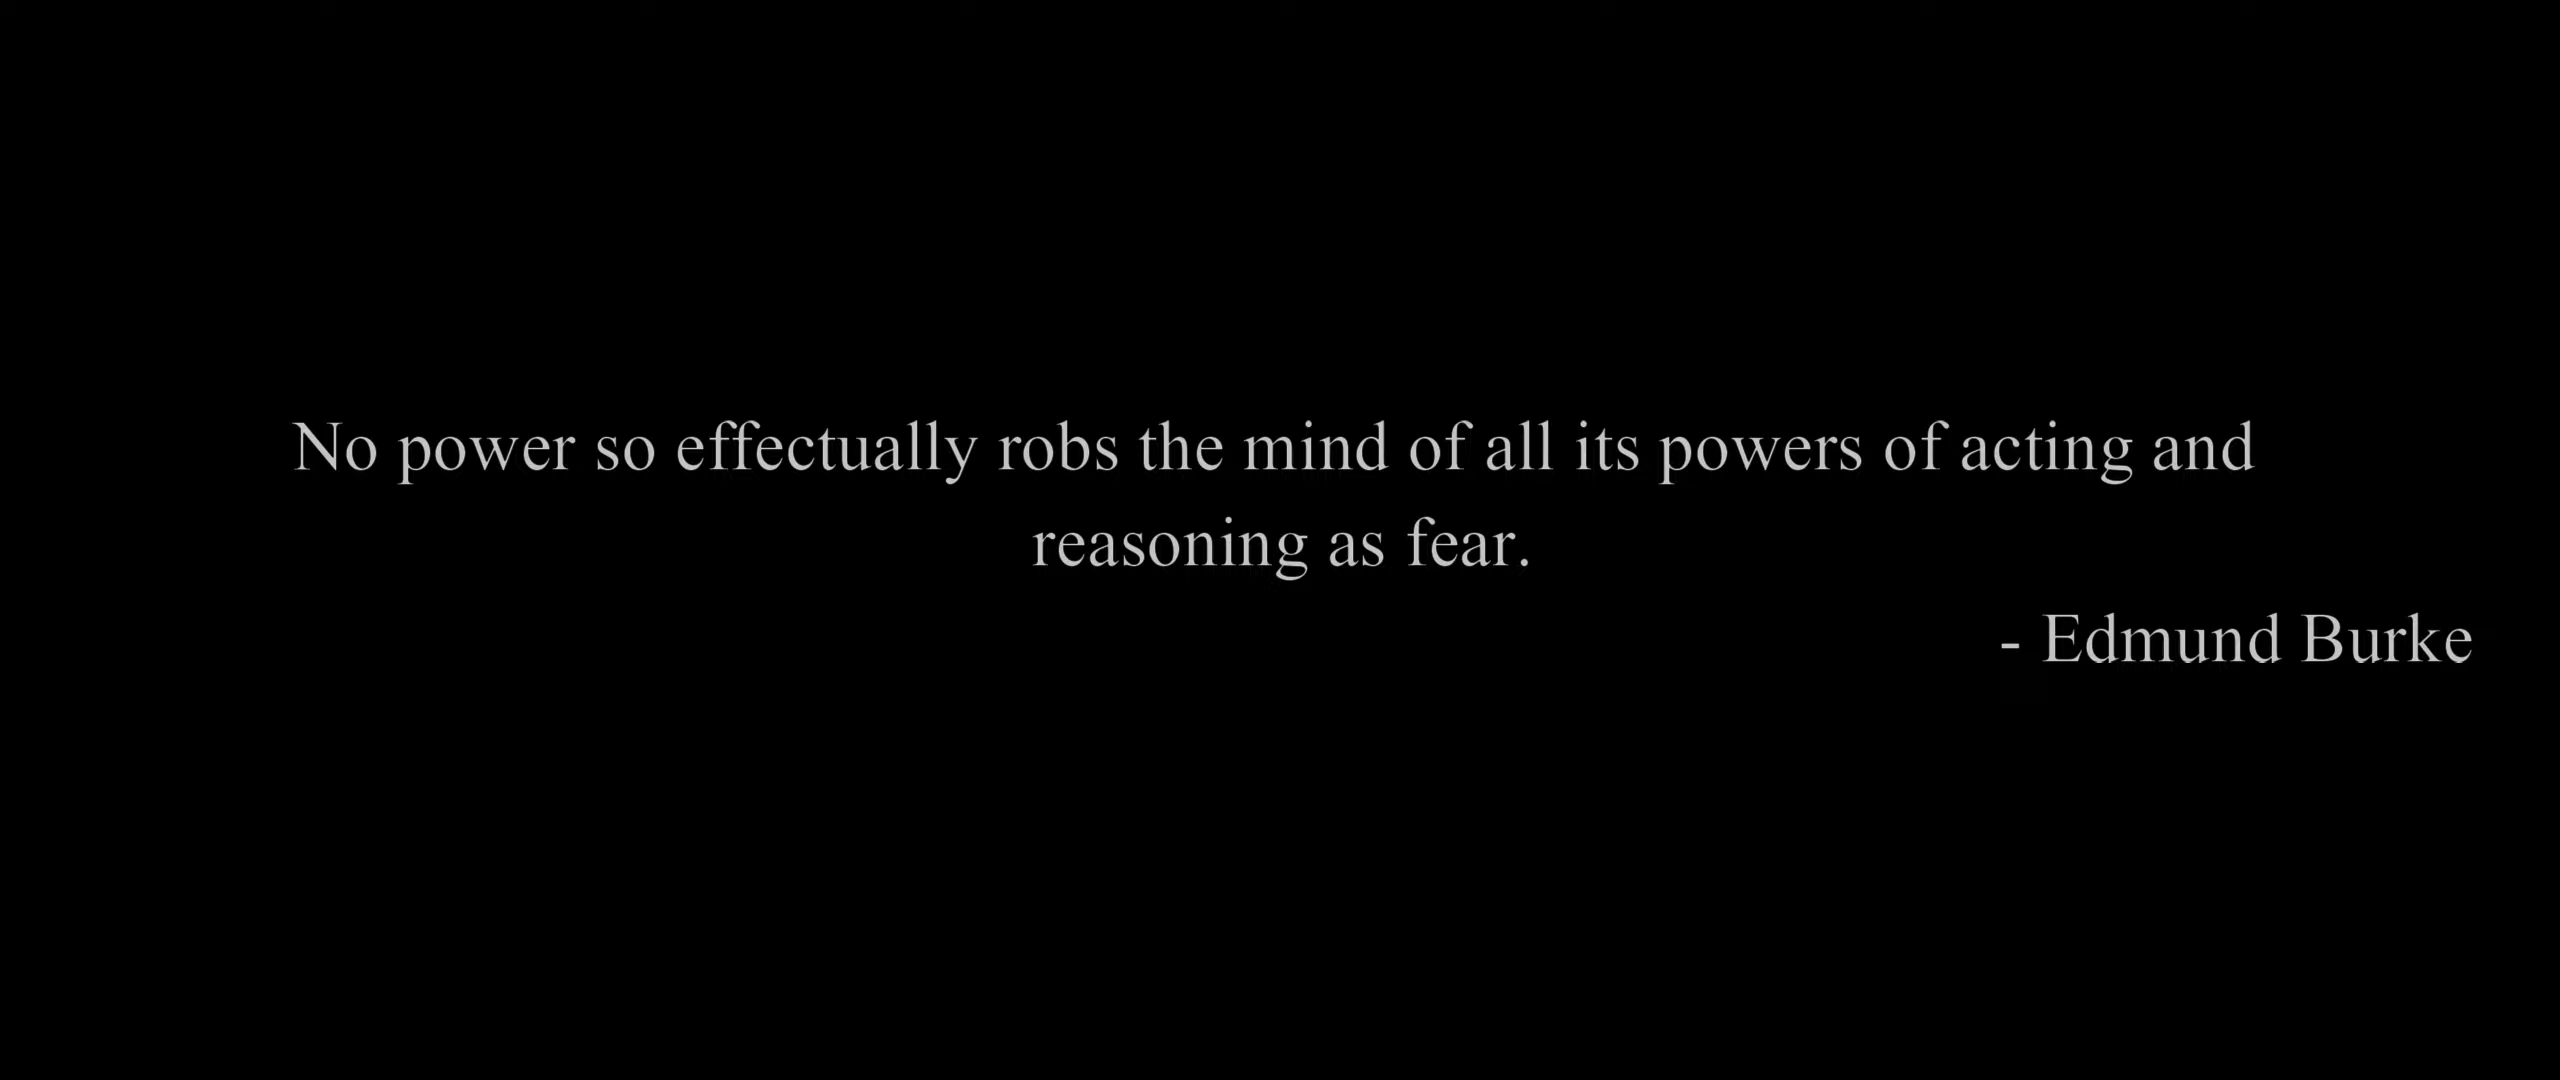 No power so effectually robs the mind of all its powers of acting and
reasoning as fear.
- Edmund Burke